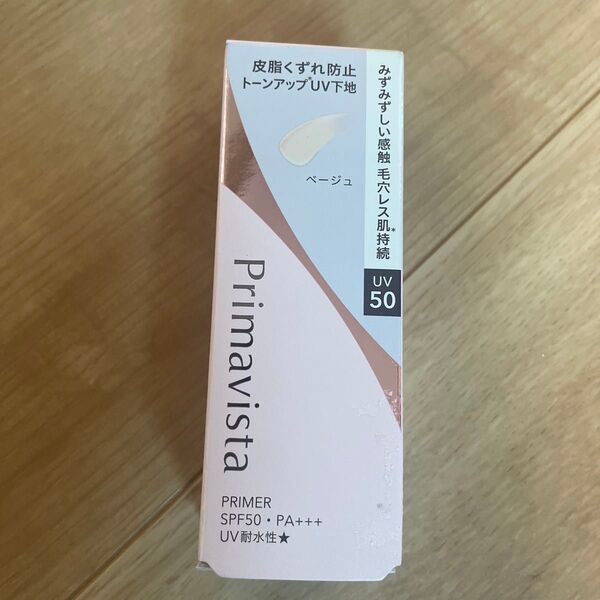 皮脂くずれ防止
トーンアップ*UV下地
ベージュ
みずみずしい感触 毛穴レス肌*持続
UV
50
Primavista
PRIMER
SPF50・PA+++
UV耐水性★